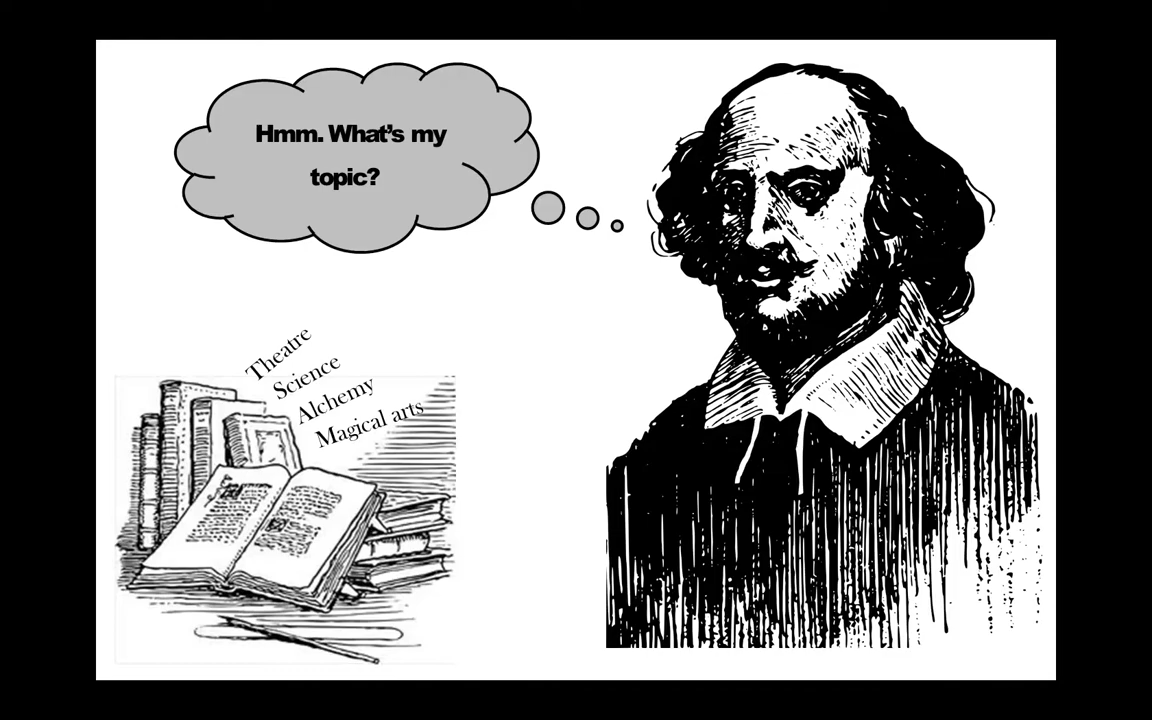 Hmm. What's my
topic?
Theatre
Science
Alchemy
Magical arts